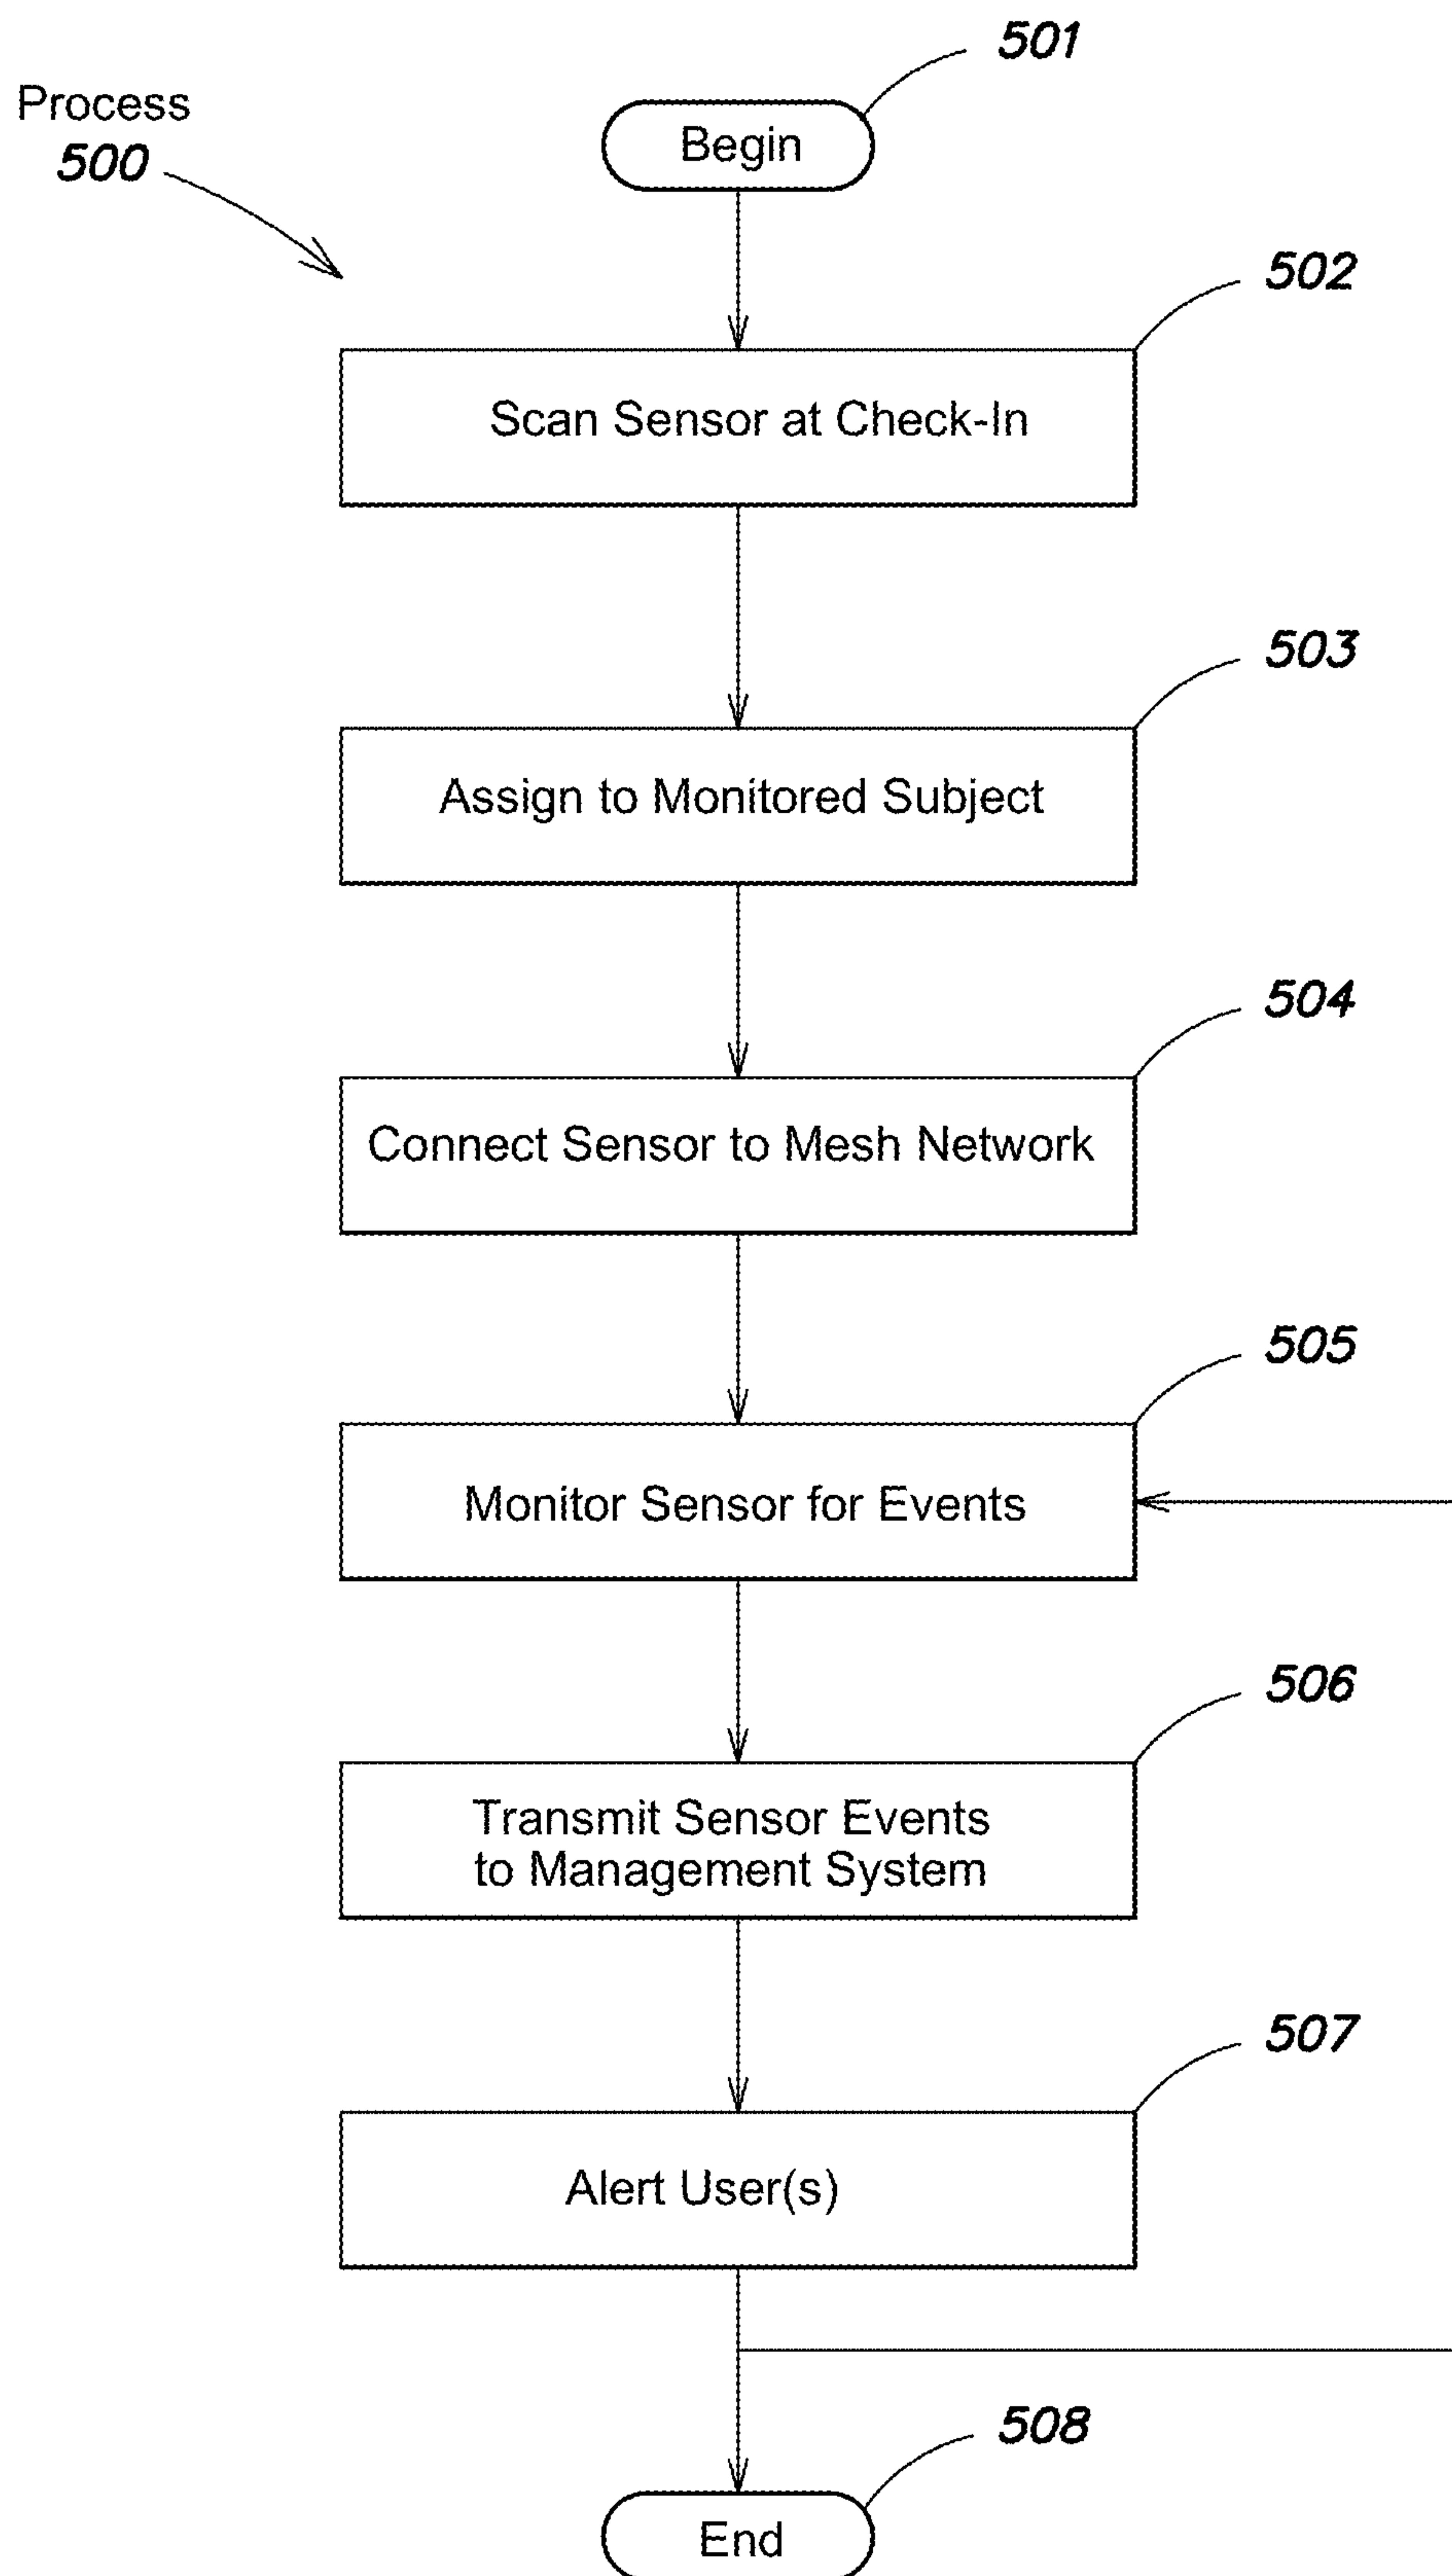 Process
500
501
Begin
502
Scan Sensor at Check-In
503
Assign to Monitored Subject
504
Connect Sensor to Mesh Network
505
Monitor Sensor for Events
506
Transmit Sensor Events
to Management System
507
Alert User(s)
508
End